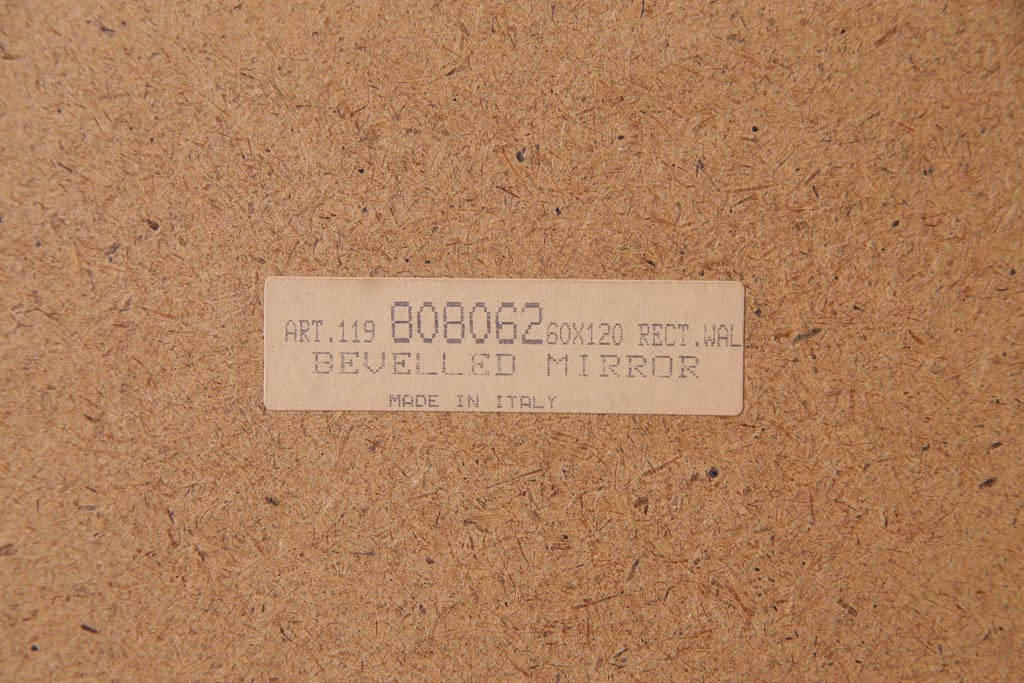 ART.119 808062 60X120 RECT.WAL
BEVELLED MIRROR
MADE IN ITALY